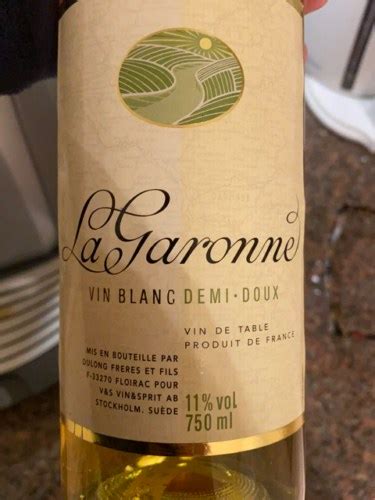 La Garonne
VIN BLANC DEMI-DOUX
VIN DE TABLE
PRODUIT DE FRANCE
MIS EN BOUTEILLE PAR
DULONG FRERES ET FILS
F-33270 FLOIRAC POUR
V&S VIN&SPRIT AB
STOCKHOLM, SUÈDE
11% vol
750 ml